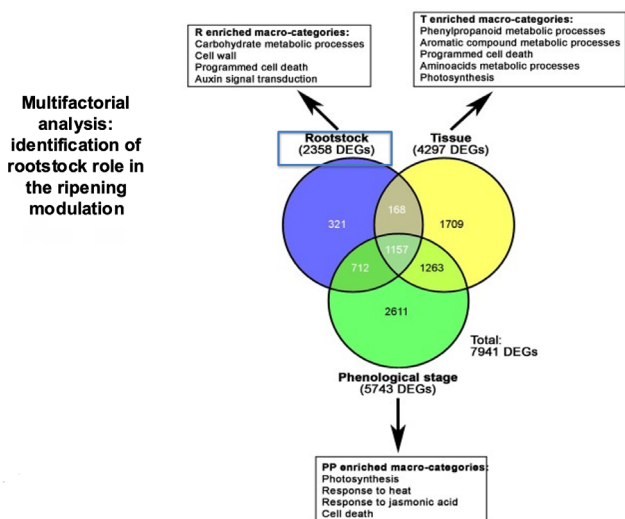 R enriched macro-categories:
Carbohydrate metabolic processes
Cell wall
Programmed cell death
Auxin signal transduction
T enriched macro-categories:
Phenylpropanoid metabolic processes
Aromatic compound metabolic processes
Programmed cell death
Aminoacids metabolic processes
Photosynthesis
Multifactorial
analysis:
identification of
rootstock role in
the ripening
modulation
Rootstock
(2358 DEGs)
Tissue
(4297 DEGs)
321
168
1709
1157
712
1263
2611
Total:
7941 DEGs
Phenological stage
(5743 DEGs)
PP enriched macro-categories:
Photosynthesis
Response to heat
Response to jasmonic acid
Cell death